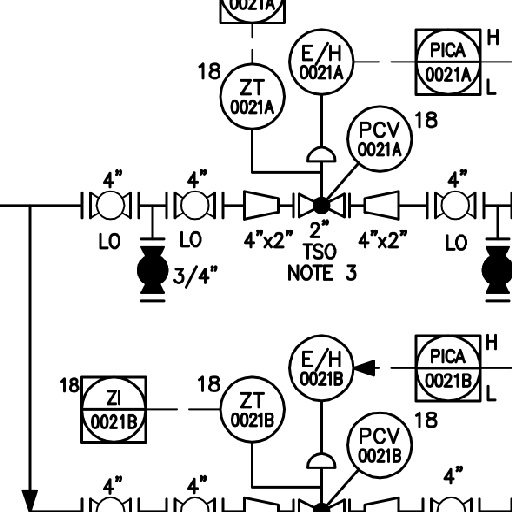 0021A
18
ZT
0021A
E/H
0021A
PICA
0021A
H
L
PCV
0021A
18
4"
4"
4"
LO
LO
4"x2"
2"
TSO
NOTE 3
4"x2"
LO
3/4"
18
ZI
0021B
18
ZT
0021B
E/H
0021B
PICA
0021B
H
L
PCV
0021B
18
4"
4"
4"